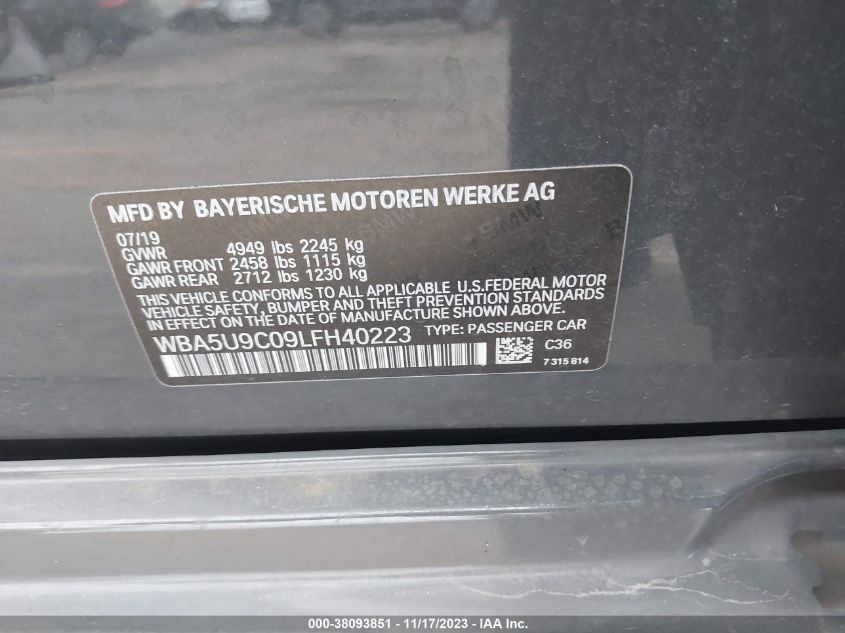 MFD BY BAYERISCHE MOTOREN WERKE AG
07/19
GVWR 4949 lbs 2245 kg
GAWR FRONT 2458 lbs 1115 kg
GAWR REAR 2712 lbs 1230 kg
THIS VEHICLE CONFORMS TO ALL APPLICABLE U.S.FEDERAL MOTOR
VEHICLE SAFETY, BUMPER AND THEFT PREVENTION STANDARDS
IN EFFECT ON THE DATE OF MANUFACTURE SHOWN ABOVE.
WBA5U9C09LFH40223 TYPE: PASSENGER CAR
C36
7 315 814
BMW
BMW
BMW
000-38093851 - 11/17/2023 - IAA Inc.